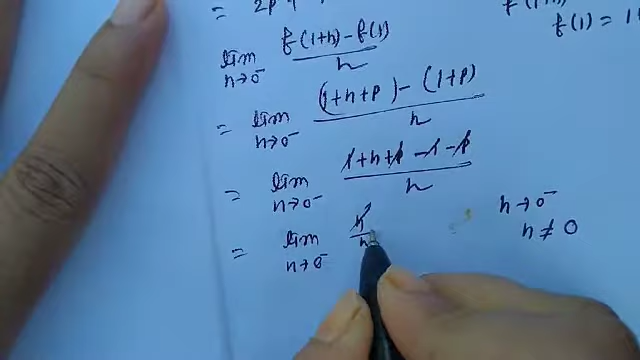 = 2p
f(1+h)
f(1) = 1
lim h→0⁻ f(1+h) - f(1) / h
= lim h→0⁻ (1+h+p) - (1+p) / h
= lim h→0⁻ 1+h+p-1-p / h
= lim h→0⁻ h / h
h→0⁻
h ≠ 0